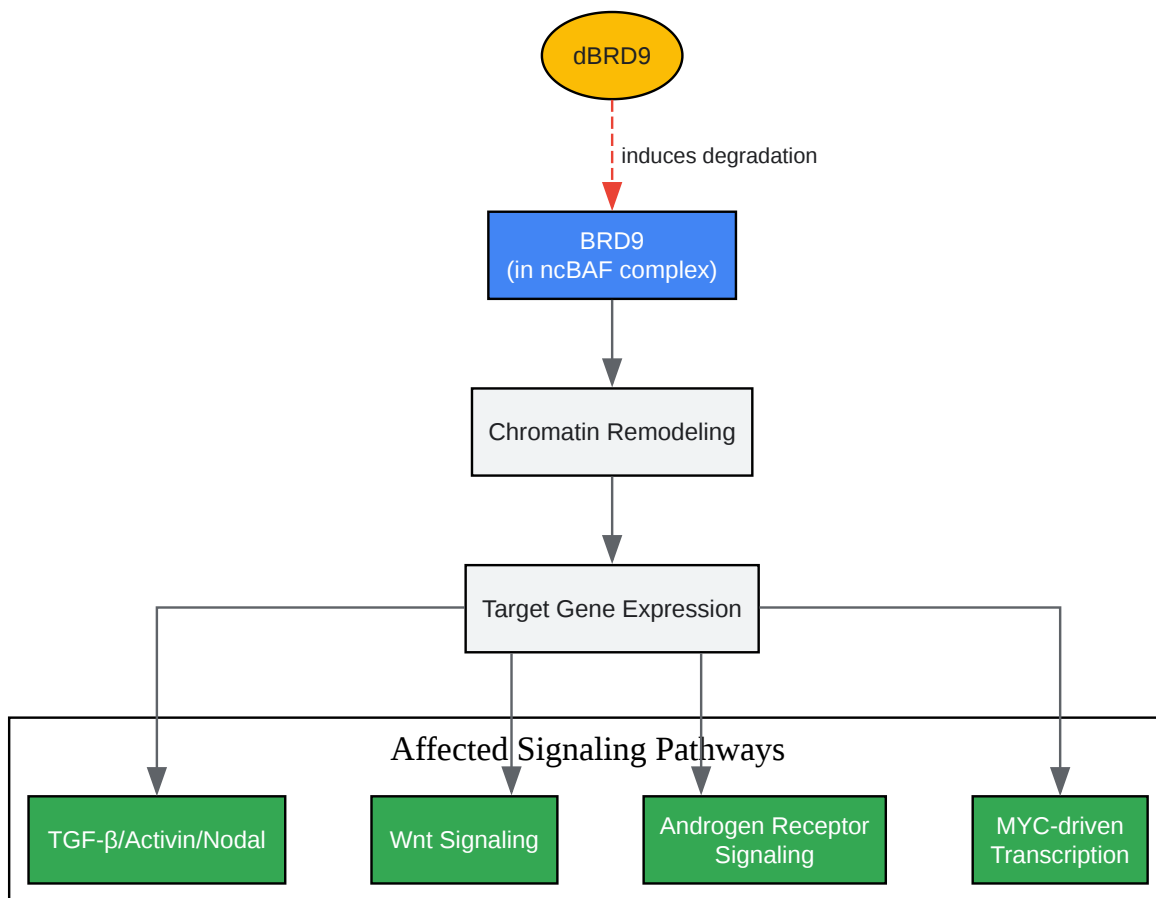 dBRD9
induces degradation
BRD9
(in ncBAF complex)
Chromatin Remodeling
Target Gene Expression
Affected Signaling Pathways
TGF-β/Activin/Nodal
Wnt Signaling
Androgen Receptor
Signaling
MYC-driven
Transcription